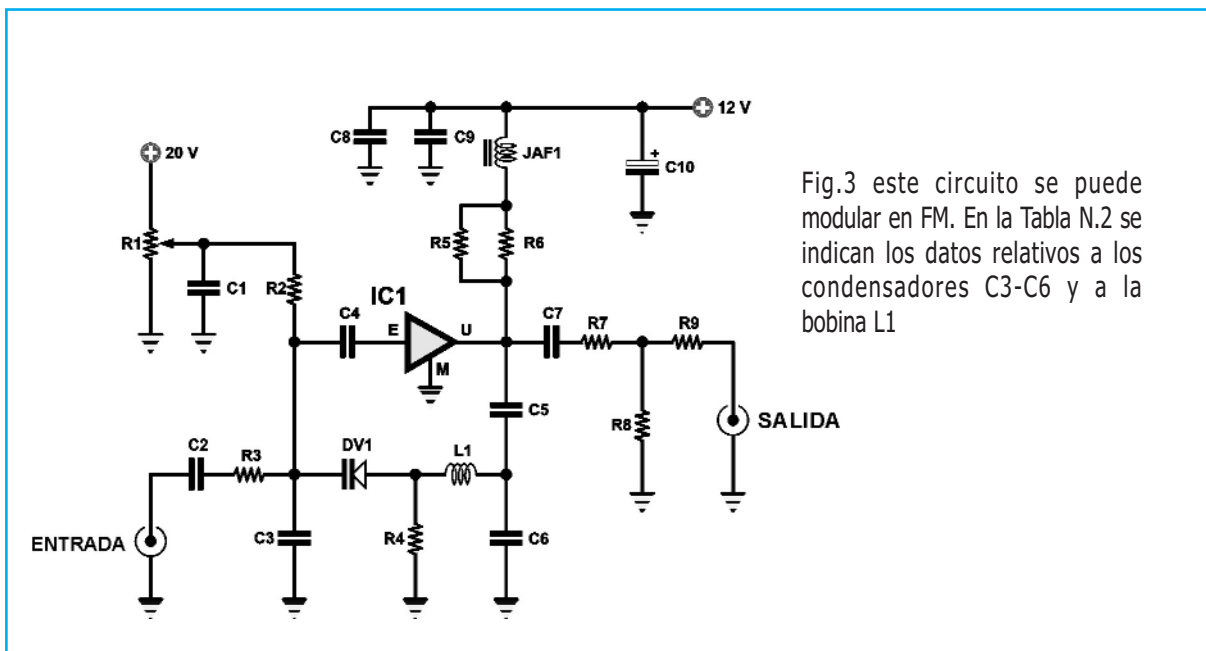 12 V
C8
C9
JAF1
+
C10
20 V
R1
C1
R2
R5
R6
IC1
C4
E
U
M
C7
R7
R9
R8
SALIDA
C5
C2
R3
DV1
L1
ENTRADA
C3
R4
C6
Fig.3 este circuito se puede
modular en FM. En la Tabla N.2 se
indican los datos relativos a los
condensadores C3-C6 y a la
bobina L1